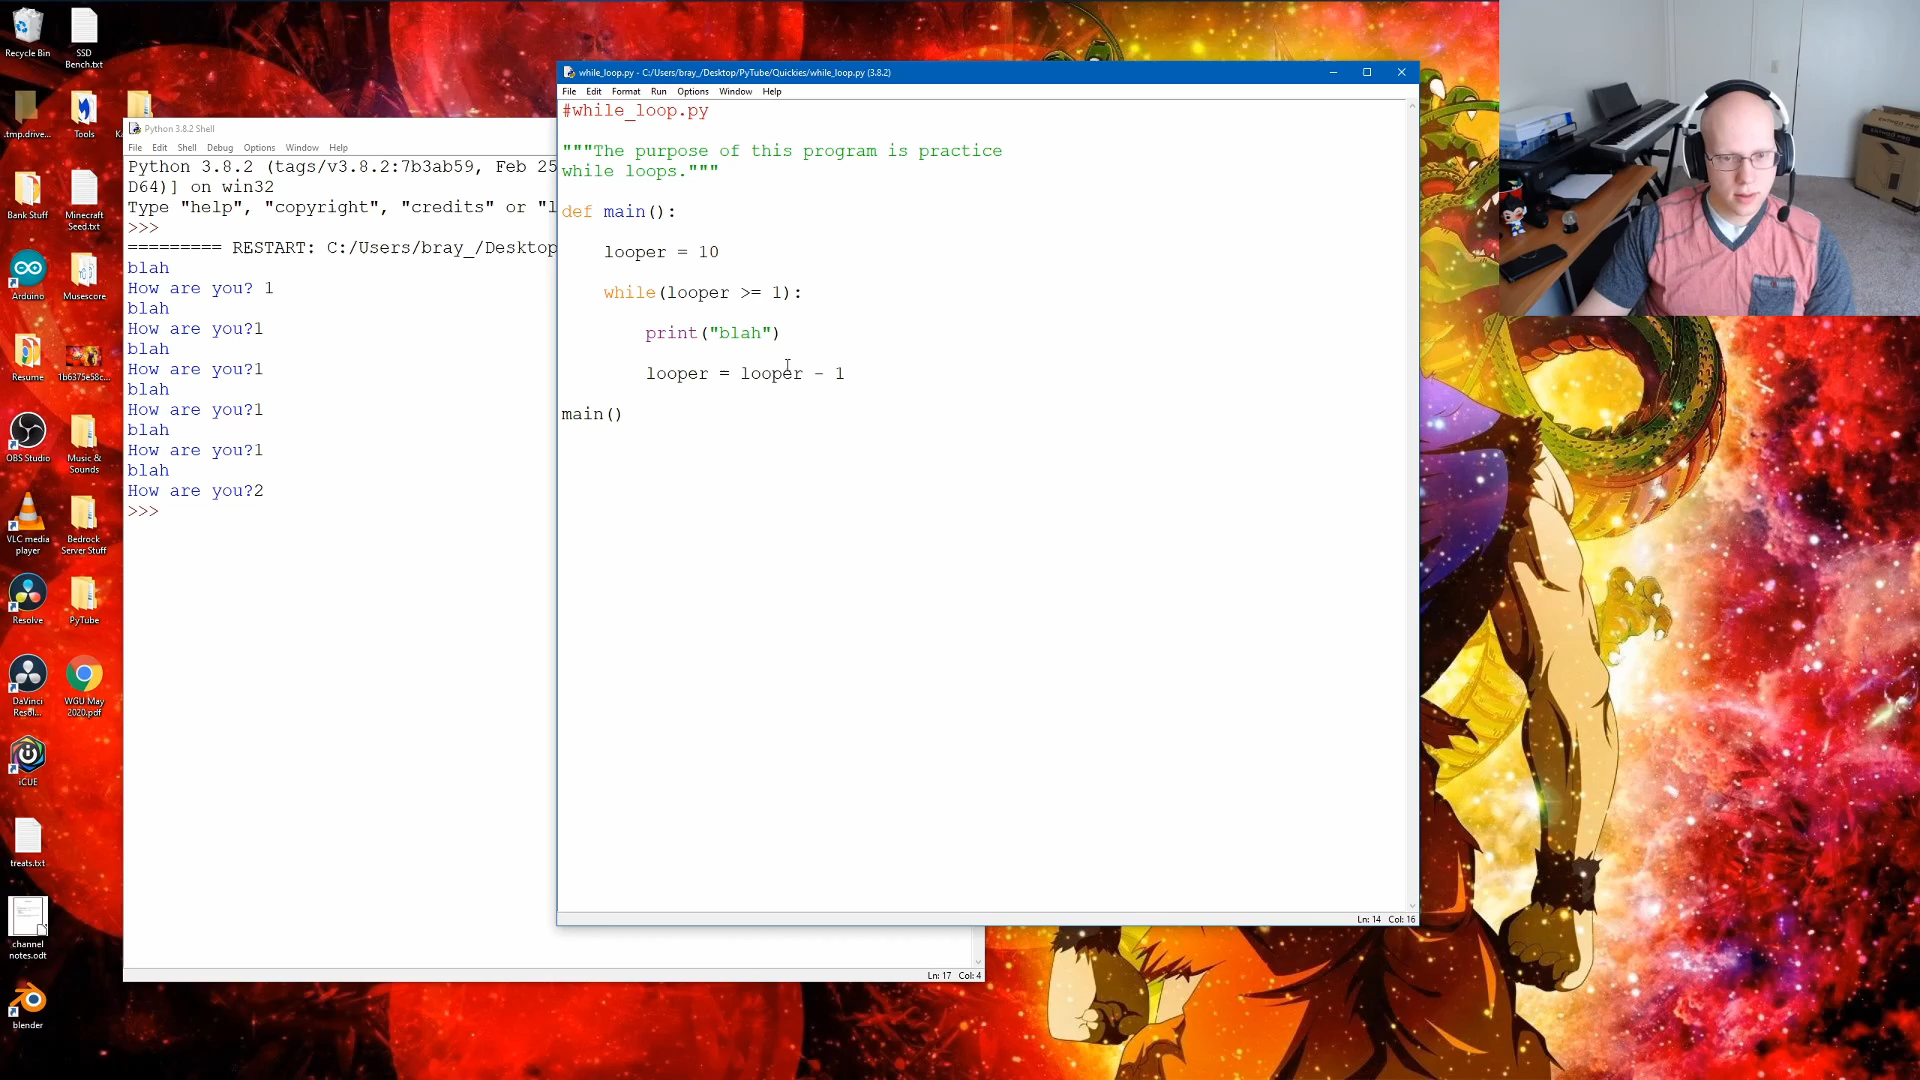 Recycle Bin
SSD
Bench.txt
.tmp.drive...
Tools
Bank Stuff
Minecraft
Seed.txt
Arduino
Musescore
Resume
1b6375e58c...
OBS Studio
Music &
Sounds
VLC media
player
Bedrock
Server Stuff
Resolve
PyTube
DaVinci
Resol...
WGU May
2020.pdf
iCUE
treats.txt
channel
notes.odt
blender
Python 3.8.2 Shell
File Edit Shell Debug Options Window Help
Python 3.8.2 (tags/v3.8.2:7b3ab59, Feb 25
D64)] on win32
Type "help", "copyright", "credits" or "l
>>>
========= RESTART: C:/Users/bray_/Desktop
blah
How are you? 1
blah
How are you?1
blah
How are you?1
blah
How are you?1
blah
How are you?1
blah
How are you?2
>>>
Ln: 17 Col: 4
while_loop.py - C:/Users/bray_/Desktop/PyTube/Quickies/while_loop.py (3.8.2)
File Edit Format Run Options Window Help
#while_loop.py
"""The purpose of this program is practice
while loops."""
def main():
looper = 10
while(looper >= 1):
print("blah")
looper = looper - 1
main()
Ln: 14 Col: 16